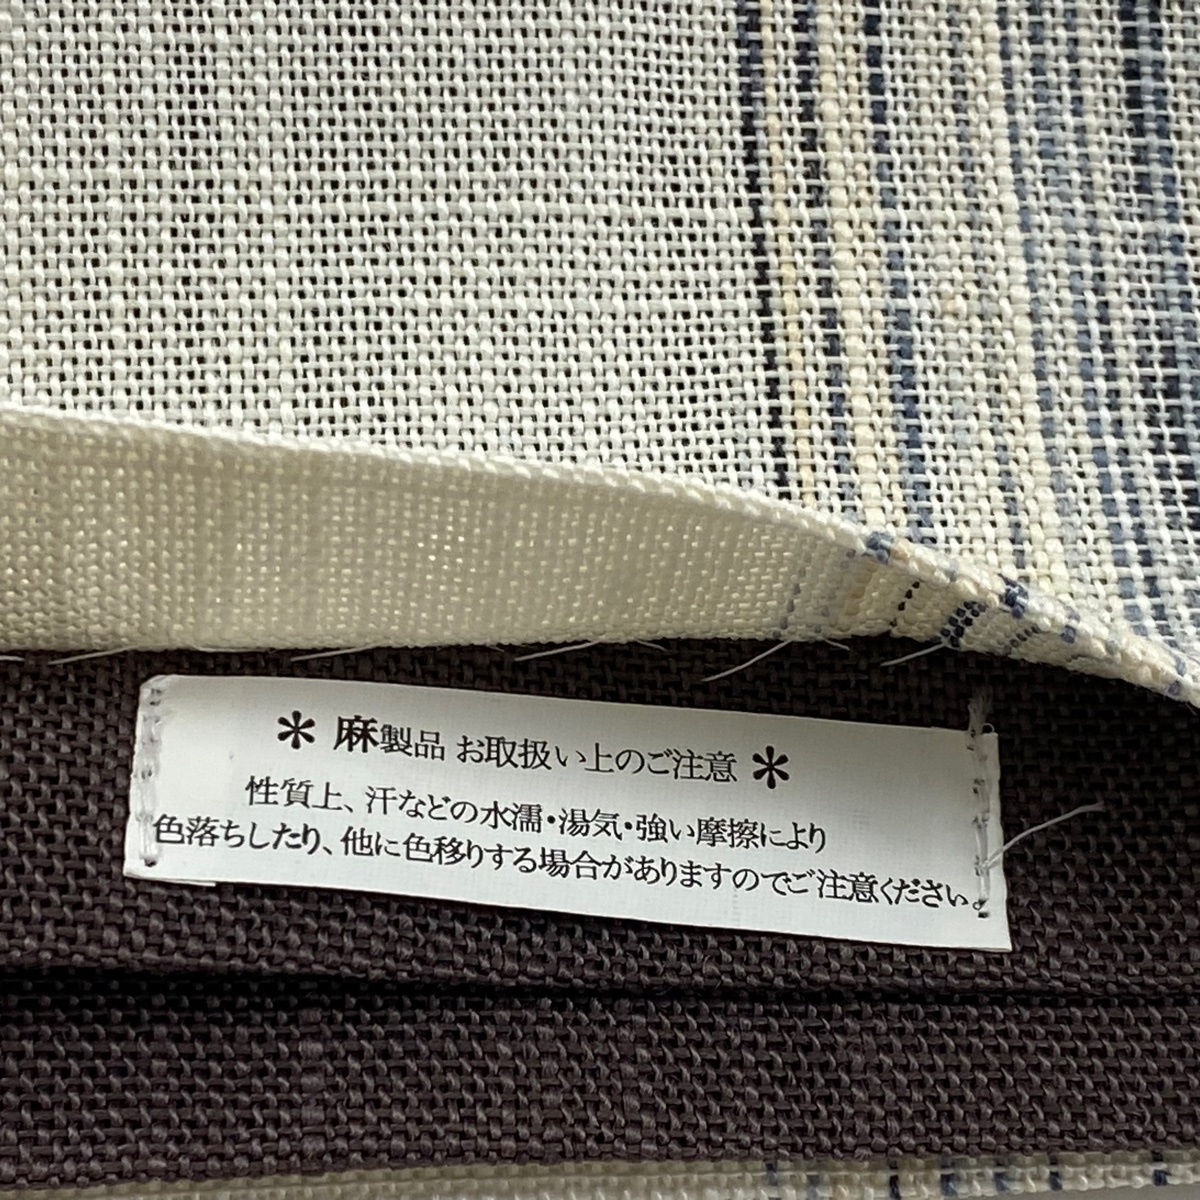 ＊ 麻製品 お取扱い上のご注意 ＊
性質上、汗などの水濡・湯気・強い摩擦により
色落ちしたり、他に色移りする場合がありますのでご注意ください。